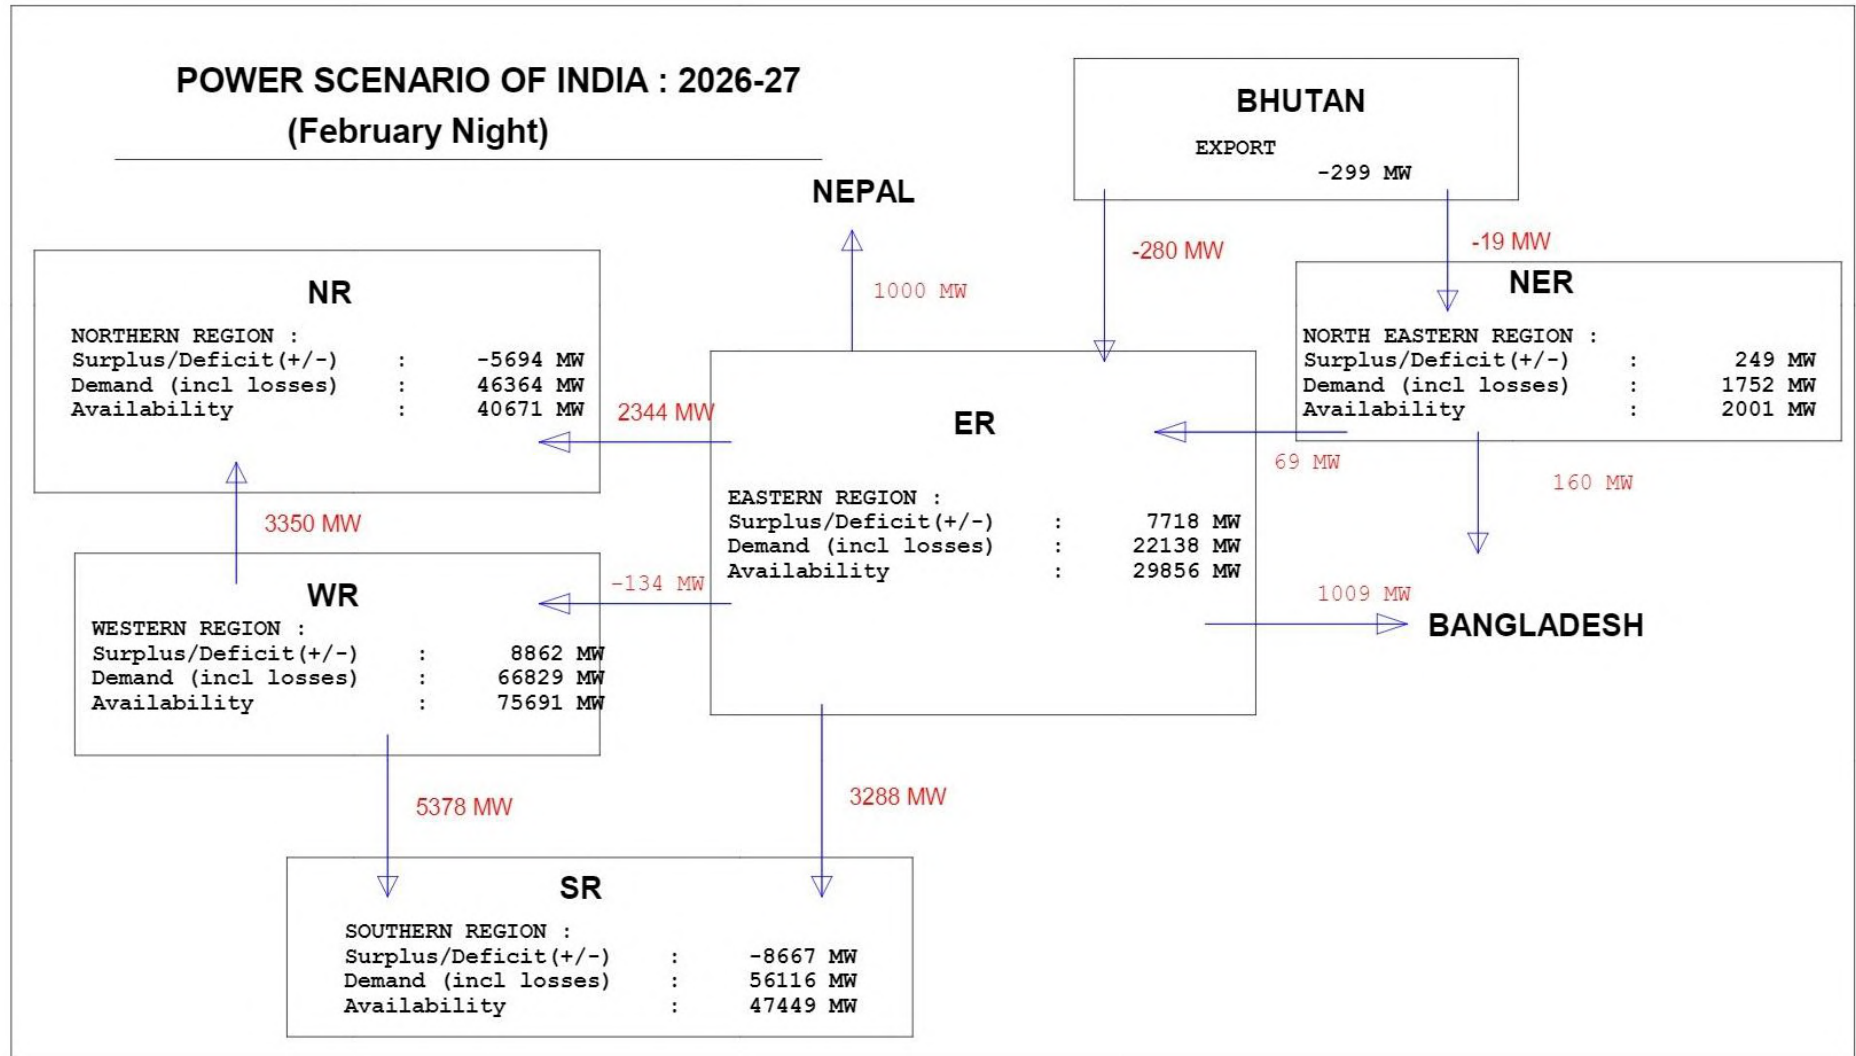 POWER SCENARIO OF INDIA : 2026-27
(February Night)
BHUTAN
EXPORT
-299 MW
NEPAL
1000 MW
-280 MW
-19 MW
NR
NORTHERN REGION :
Surplus/Deficit(+/-) : -5694 MW
Demand (incl losses) : 46364 MW
Availability : 40671 MW
2344 MW
3350 MW
NER
NORTH EASTERN REGION :
Surplus/Deficit(+/-) : 249 MW
Demand (incl losses) : 1752 MW
Availability : 2001 MW
69 MW
160 MW
ER
EASTERN REGION :
Surplus/Deficit(+/-) : 7718 MW
Demand (incl losses) : 22138 MW
Availability : 29856 MW
-134 MW
1009 MW
BANGLADESH
WR
WESTERN REGION :
Surplus/Deficit(+/-) : 8862 MW
Demand (incl losses) : 66829 MW
Availability : 75691 MW
5378 MW
3288 MW
SR
SOUTHERN REGION :
Surplus/Deficit(+/-) : -8667 MW
Demand (incl losses) : 56116 MW
Availability : 47449 MW